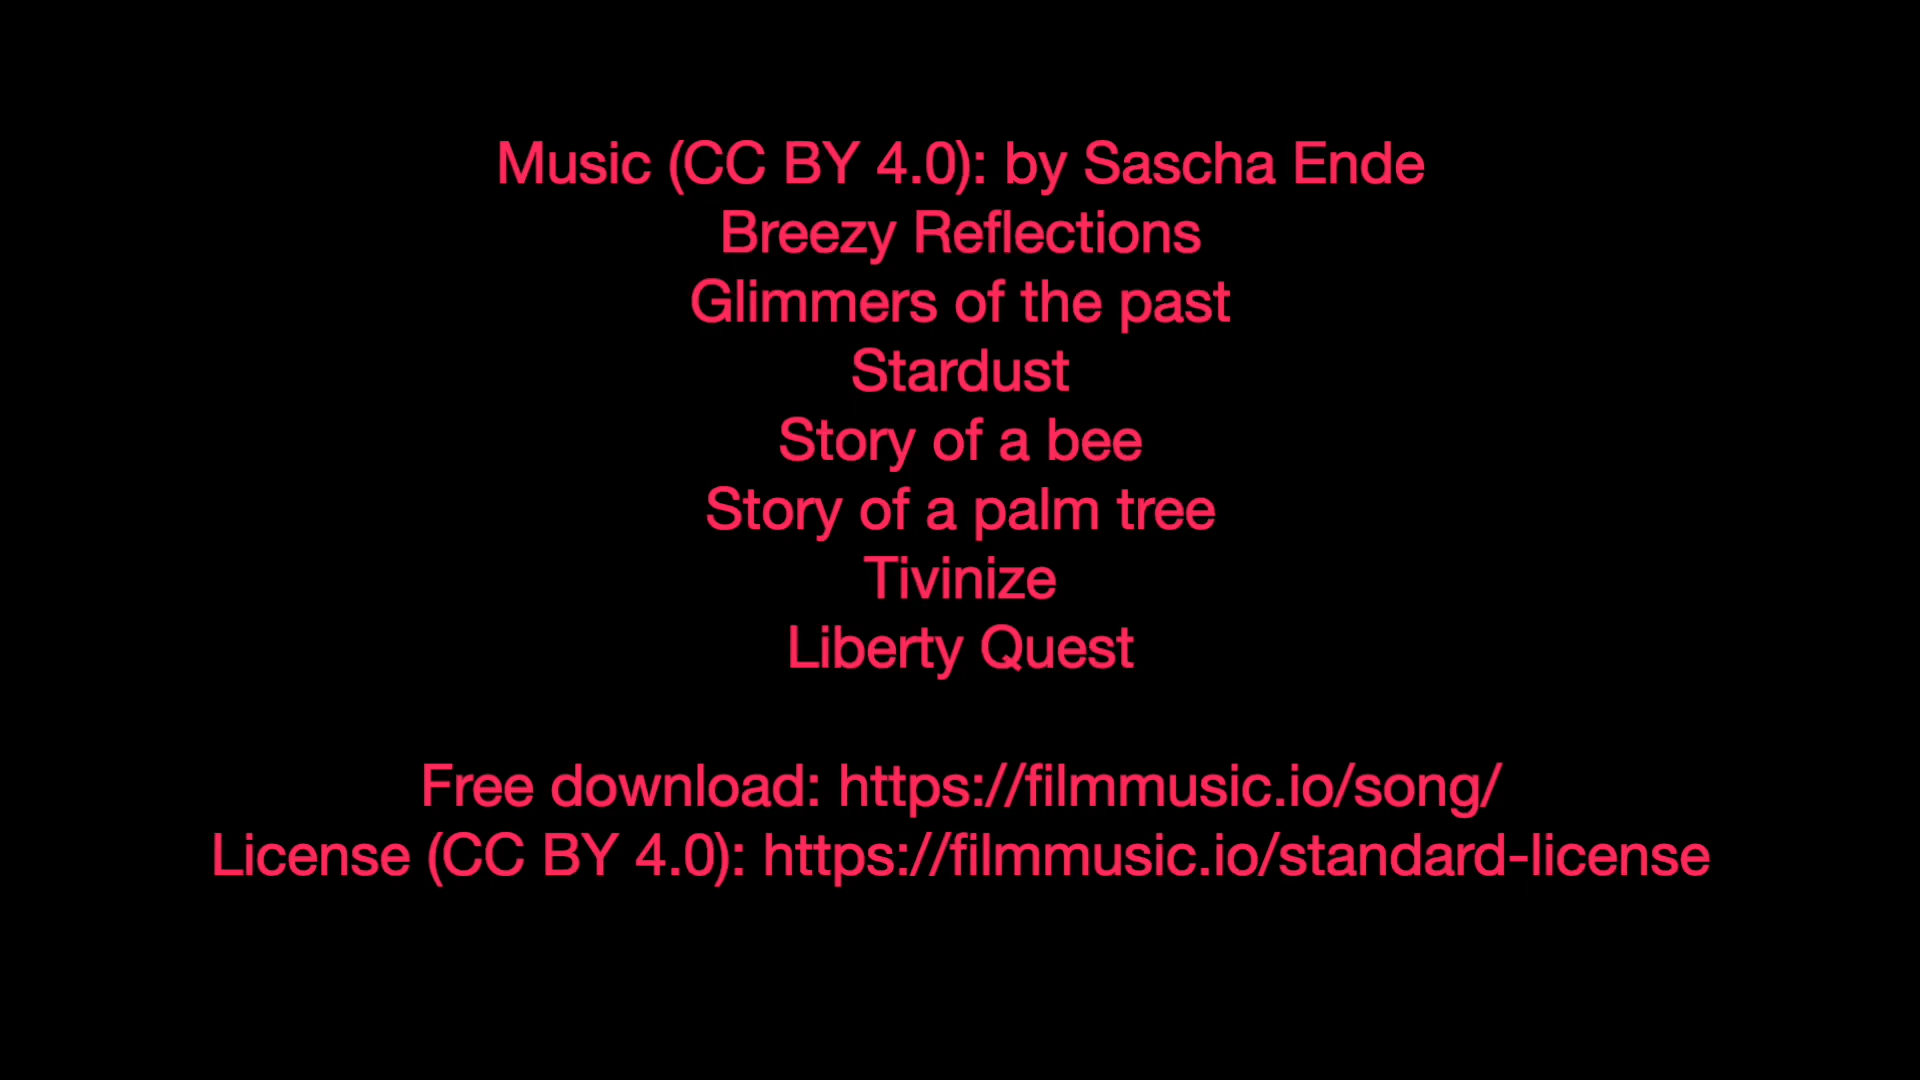 Music (CC BY 4.0): by Sascha Ende
Breezy Reflections
Glimmers of the past
Stardust
Story of a bee
Story of a palm tree
Tivinize
Liberty Quest
Free download: https://filmmusic.io/song/
License (CC BY 4.0): https://filmmusic.io/standard-license